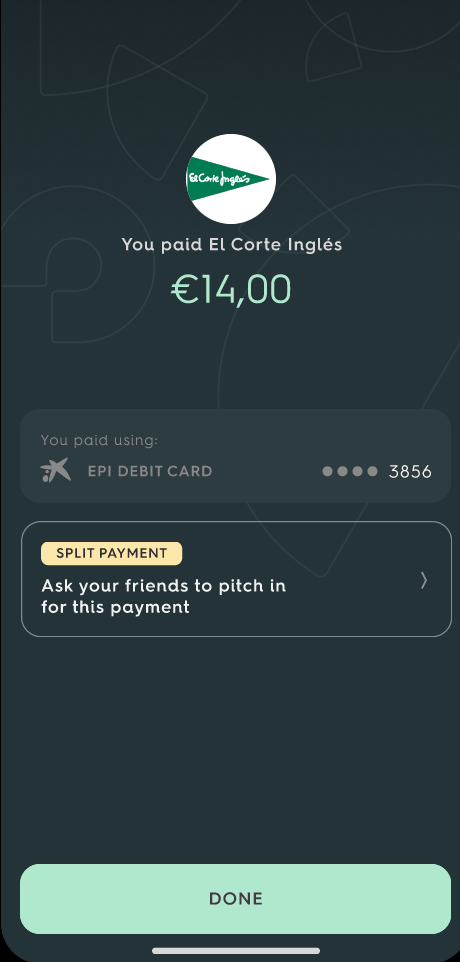 El Corte Inglés
You paid El Corte Inglés
€14,00
You paid using:
EPI DEBIT CARD 3856
SPLIT PAYMENT
Ask your friends to pitch in
for this payment
DONE